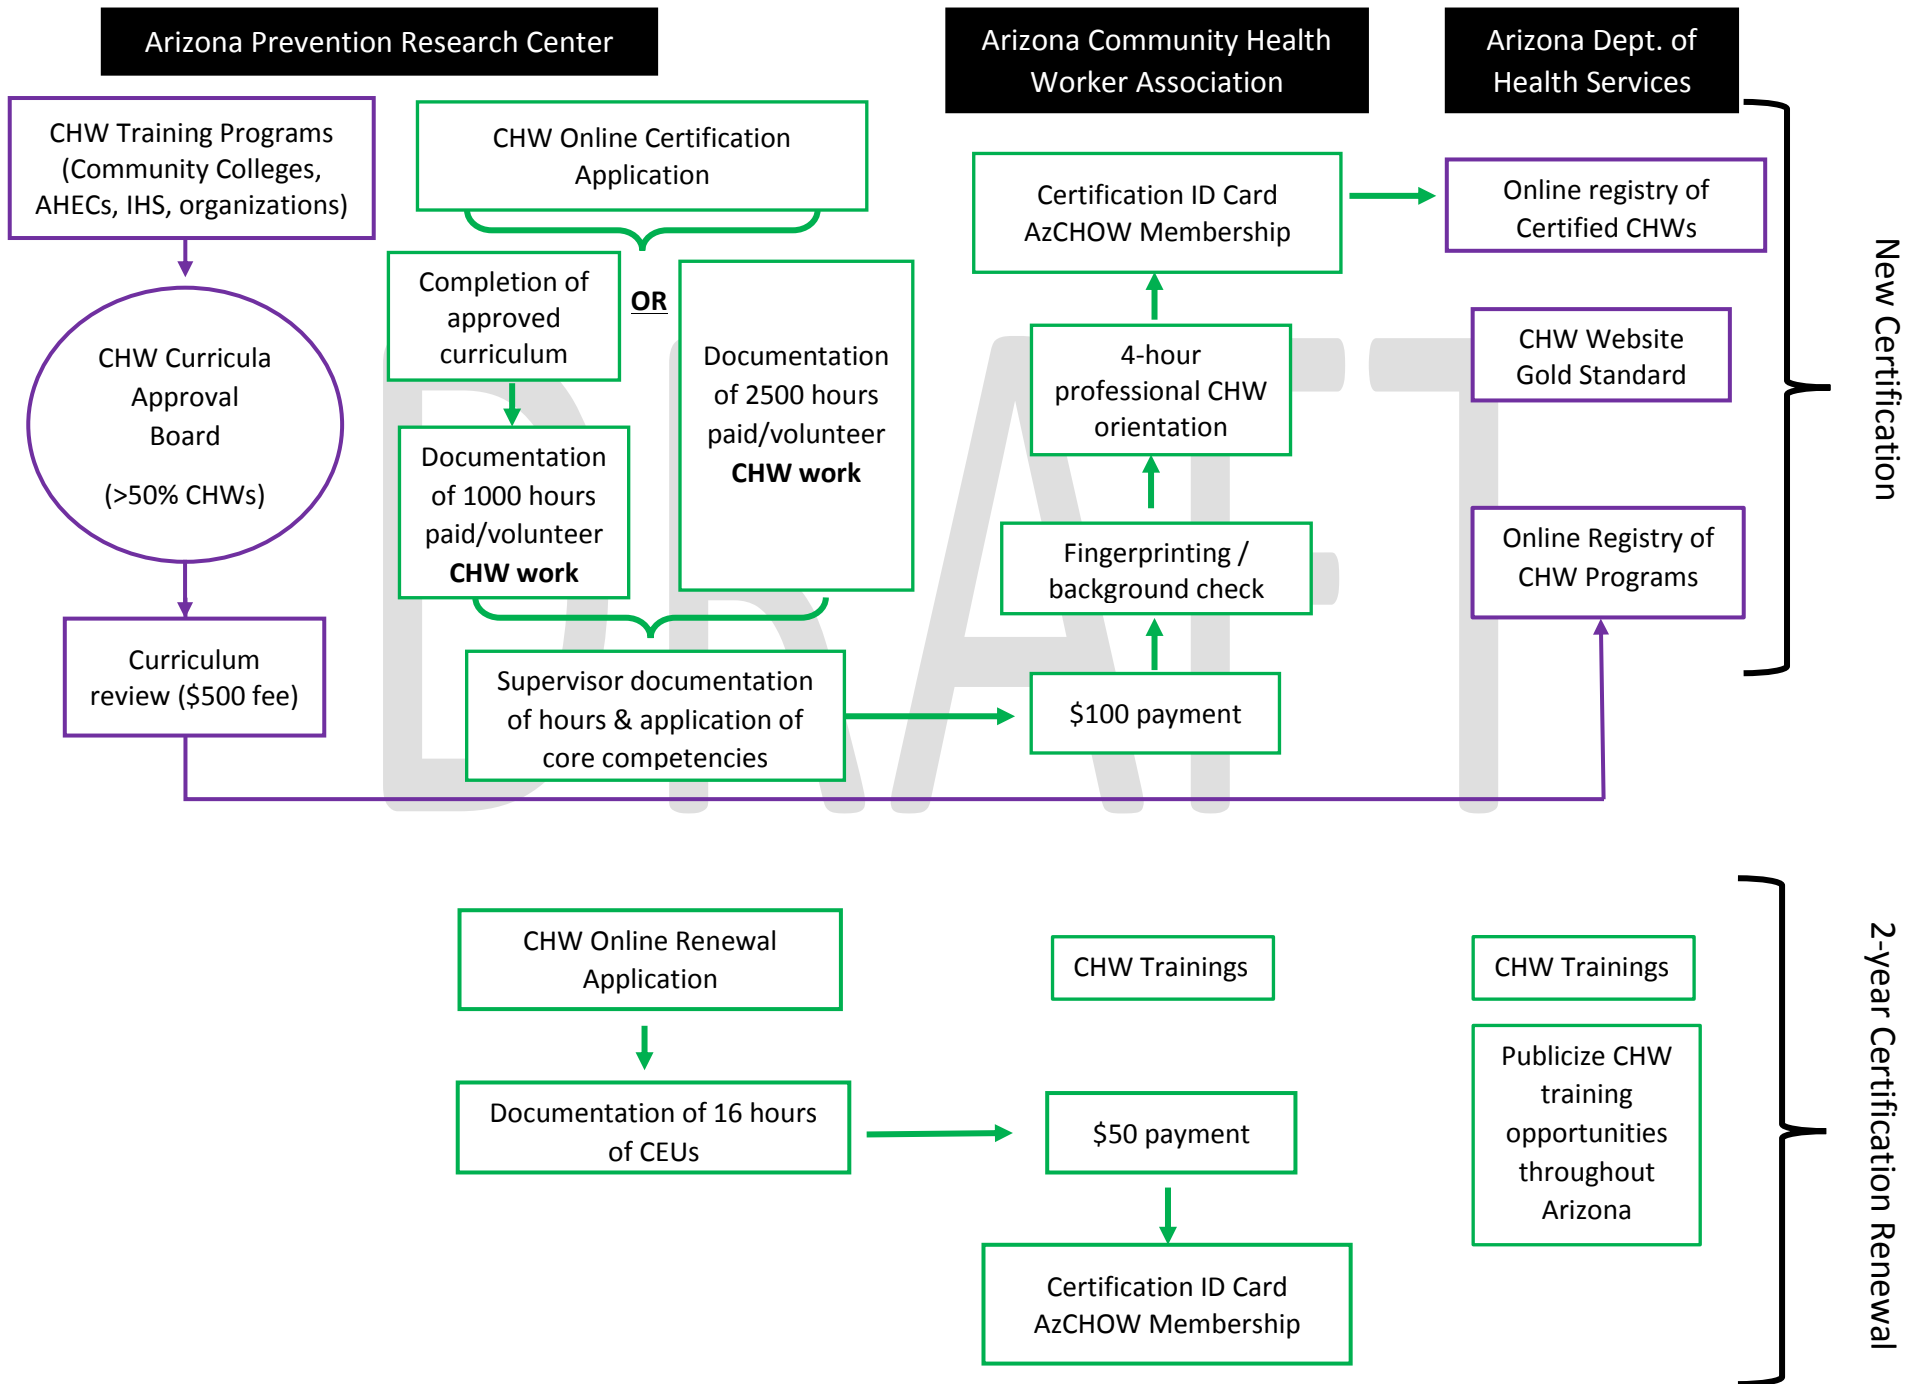 Arizona Prevention Research Center
Arizona Community Health
Worker Association
Arizona Dept. of
Health Services
CHW Training Programs
(Community Colleges,
AHECs, IHS, organizations)
CHW Curricula
Approval
Board
(>50% CHWs)
Curriculum
review ($500 fee)
CHW Online Certification
Application
Completion of
approved
curriculum
OR
Documentation
of 1000 hours
paid/volunteer
CHW work
Documentation
of 2500 hours
paid/volunteer
CHW work
Supervisor documentation
of hours & application of
core competencies
Certification ID Card
AzCHOW Membership
4-hour
professional CHW
orientation
Fingerprinting /
background check
$100 payment
Online registry of
Certified CHWs
CHW Website
Gold Standard
Online Registry of
CHW Programs
New Certification
DRAFT
CHW Online Renewal
Application
Documentation of 16 hours
of CEUs
CHW Trainings
$50 payment
Certification ID Card
AzCHOW Membership
CHW Trainings
Publicize CHW
training
opportunities
throughout
Arizona
2-year Certification Renewal